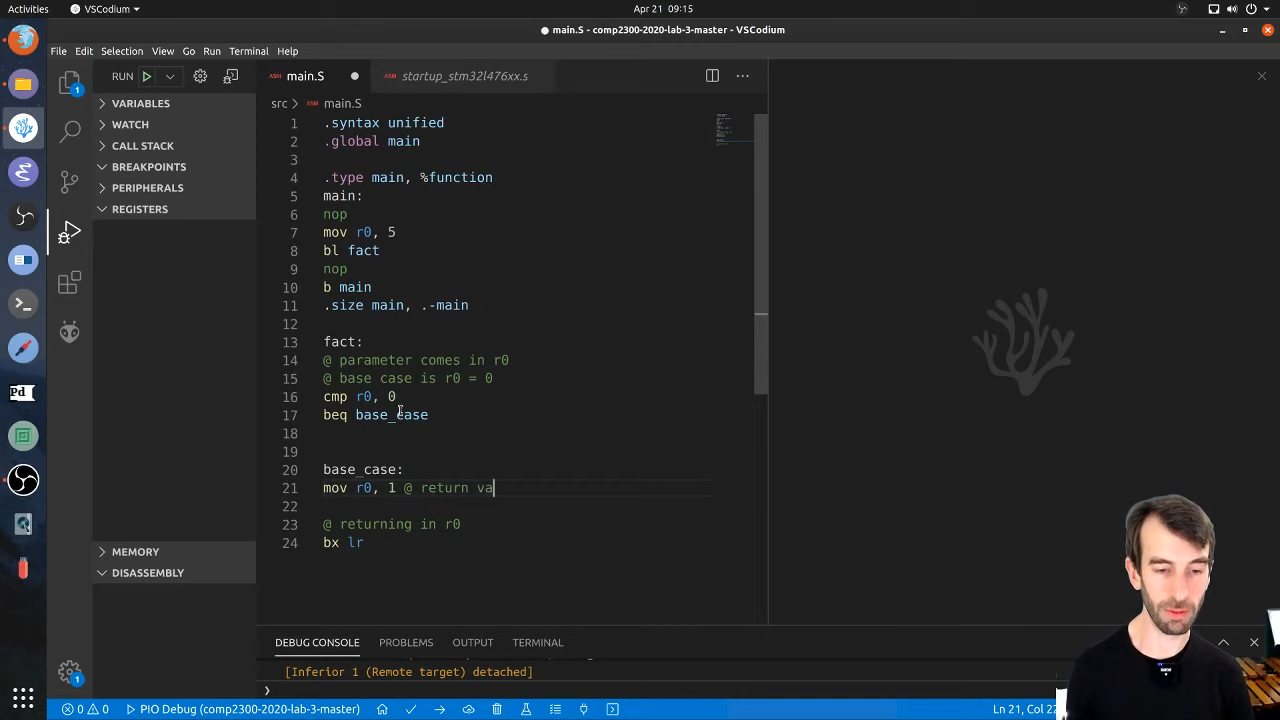 Activities
VSCodium
Apr 21 09:15
main.S - comp2300-2020-lab-3-master - VSCodium
File Edit Selection View Go Run Terminal Help
RUN
main.S
startup_stm32l476xx.s
src > main.S
VARIABLES
WATCH
CALL STACK
BREAKPOINTS
PERIPHERALS
REGISTERS
MEMORY
DISASSEMBLY
1 .syntax unified
2 .global main
3
4 .type main, %function
5 main:
6 nop
7 mov r0, 5
8 bl fact
9 nop
10 b main
11 .size main, .-main
12
13 fact:
14 @ parameter comes in r0
15 @ base case is r0 = 0
16 cmp r0, 0
17 beq base_case
18
19
20 base_case:
21 mov r0, 1 @ return va
22
23 @ returning in r0
24 bx lr
DEBUG CONSOLE PROBLEMS OUTPUT TERMINAL
[Inferior 1 (Remote target) detached]
0 0 PIO Debug (comp2300-2020-lab-3-master)
Ln 21, Col 22
1
1
Pd